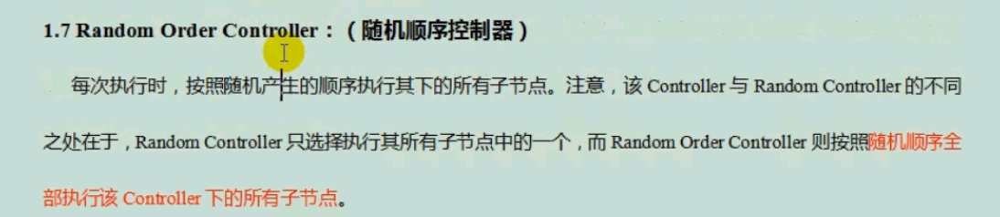 1.7 Random Order Controller：（随机顺序控制器）
每次执行时，按照随机产生的顺序执行其下的所有子节点。注意，该 Controller 与 Random Controller 的不同
之处在于，Random Controller 只选择执行其所有子节点中的一个，而 Random Order Controller 则按照随机顺序全
部执行该 Controller 下的所有子节点。